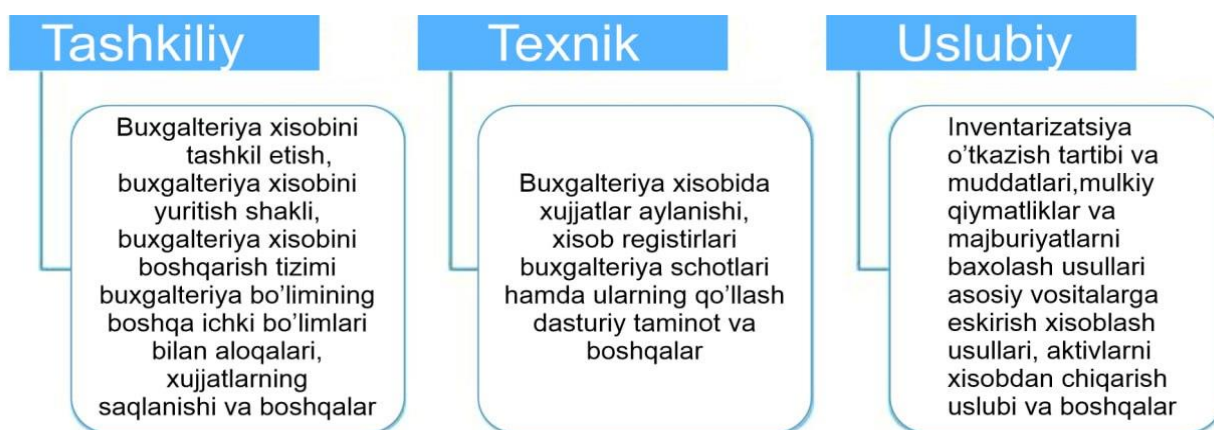 Tashkiliy
Buxgalteriya xisobini
tashkil etish,
buxgalteriya xisobini
yuritish shakli,
buxgalteriya xisobini
boshqarish tizimi
buxgalteriya bo’limining
boshqa ichki bo’limlari
bilan aloqalari,
xujjatlarning
saqlanishi va boshqalar
Texnik
Buxgalteriya xisobida
xujjatlar aylanishi,
xisob registirlari
buxgalteriya schotlari
hamda ularning qo’llash
dasturiy taminot va
boshqalar
Uslubiy
Inventarizatsiya
o’tkazish tartibi va
muddatlari,mulkiy
qiymatliklar va
majburiyatlarni
baxolash usullari
asosiy vositalarga
eskirish xisoblash
usullari, aktivlarni
xisobdan chiqarish
uslubi va boshqalar